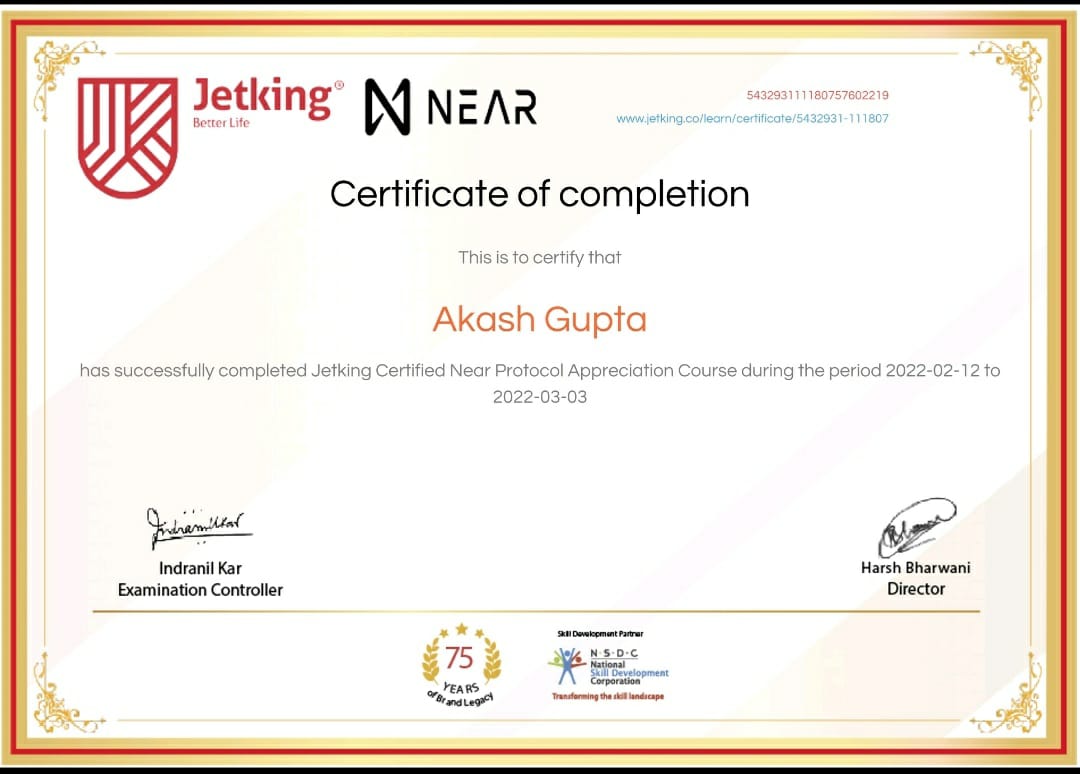 Jetking®
Better Life
NEAR
543293111180757602219
www.jetking.co/learn/certificate/5432931-111807
Certificate of completion
This is to certify that
Akash Gupta
has successfully completed Jetking Certified Near Protocol Appreciation Course during the period 2022-02-12 to
2022-03-03
Indranil Kar
Indranil Kar
Examination Controller
Harsh Bharwani
Director
75
YEARS
of Brand Legacy
Skill Development Partner
N·S·D·C
National
Skill Development
Corporation
Transforming the skill landscape